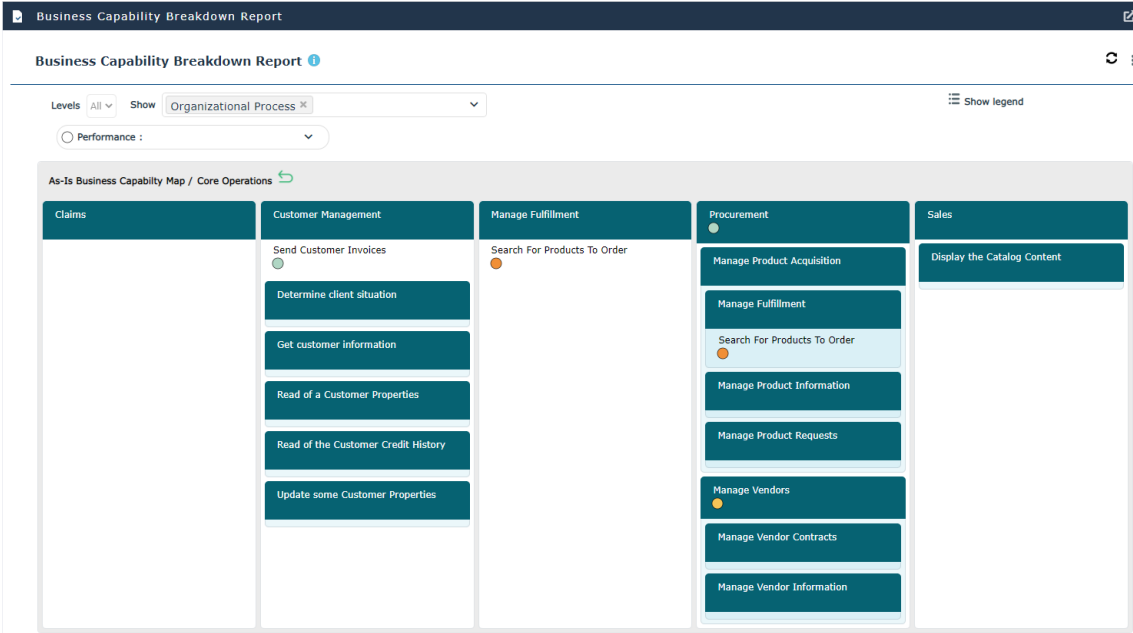 Business Capability Breakdown Report
Business Capability Breakdown Report
Levels All Show Organizational Process × Show legend
Performance :
As-Is Business Capabilty Map / Core Operations
Claims
Customer Management
Send Customer Invoices
Determine client situation
Get customer information
Read of a Customer Properties
Read of the Customer Credit History
Update some Customer Properties
Manage Fulfillment
Search For Products To Order
Procurement
Manage Product Acquisition
Manage Fulfillment
Search For Products To Order
Manage Product Information
Manage Product Requests
Manage Vendors
Manage Vendor Contracts
Manage Vendor Information
Sales
Display the Catalog Content